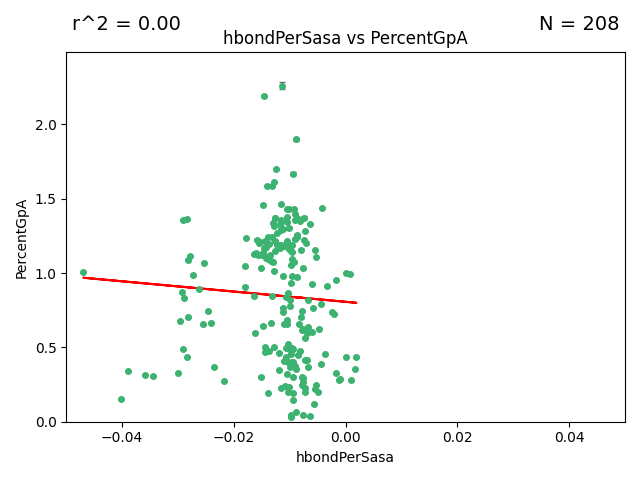 r^2 = 0.00
N = 208
hbondPerSasa vs PercentGpA
PercentGpA
2.0
1.5
1.0
0.5
0.0
−0.04
−0.02
0.00
0.02
0.04
hbondPerSasa